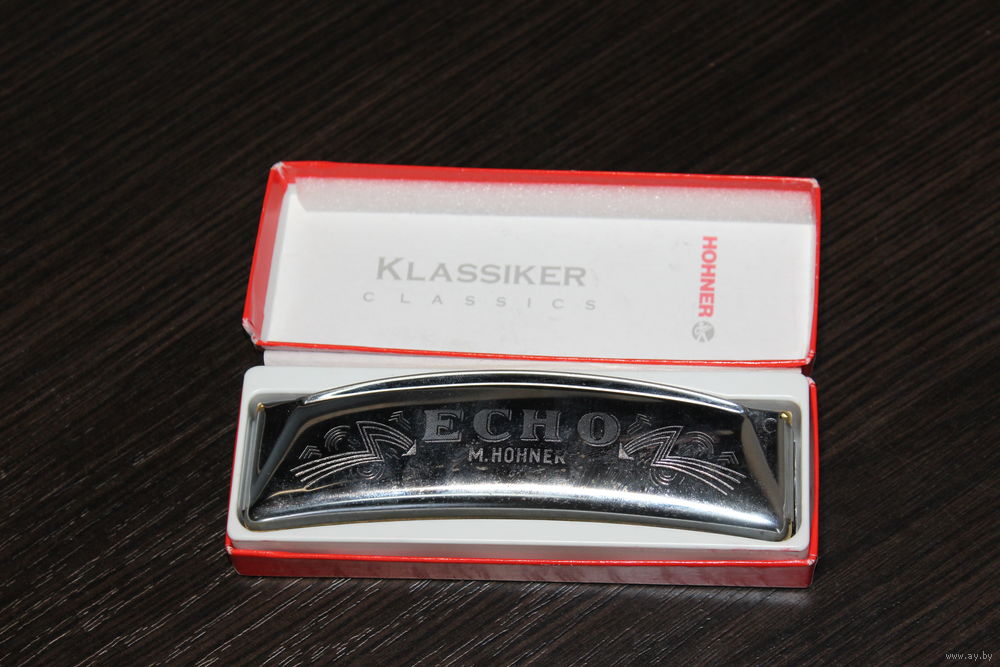 KLASSIKER
CLASSICS
HOHNER
ECHO
M. HOHNER
C
www.ay.by